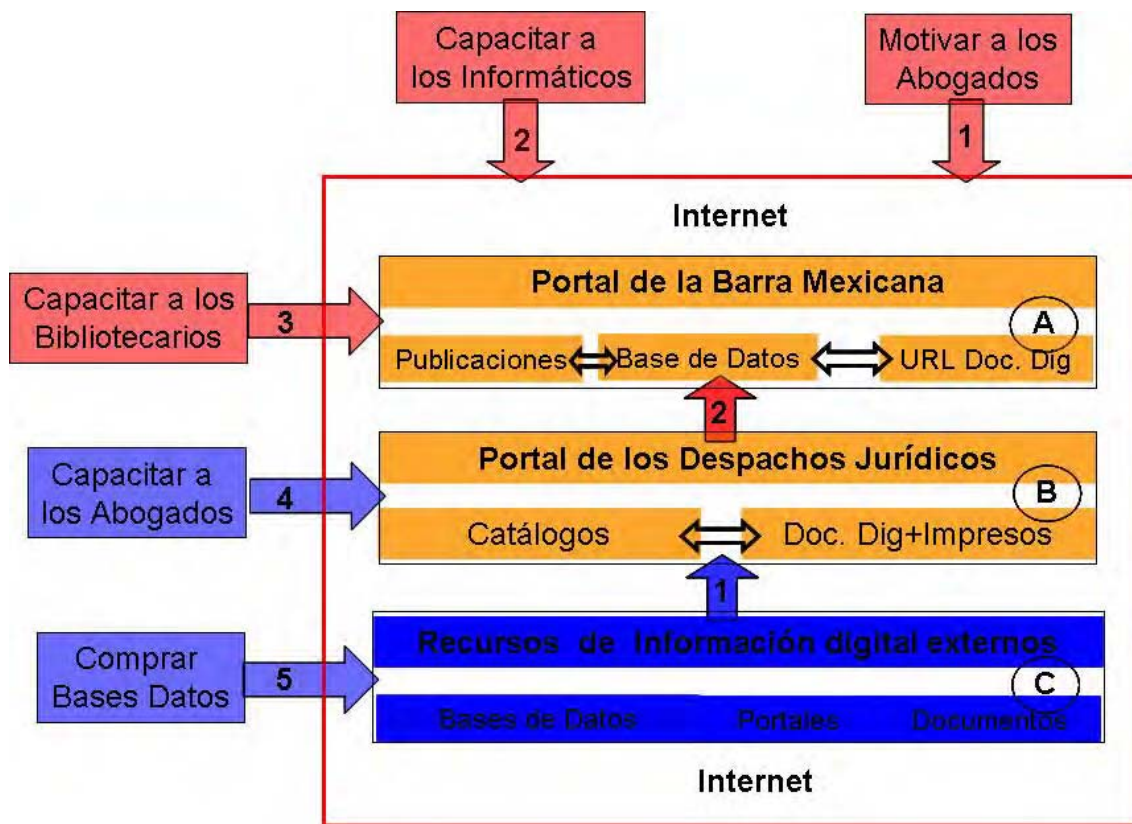 Capacitar a
los Informáticos
Motivar a los
Abogados
2
1
Internet
Portal de la Barra Mexicana
Capacitar a los
Bibliotecarios
3
A
Publicaciones
Base de Datos
URL Doc. Dig
2
Portal de los Despachos Jurídicos
Capacitar a
los Abogados
4
B
Catálogos
Doc. Dig+Impresos
1
Recursos de Información digital externos
Comprar
Bases Datos
5
C
Bases de Datos
Portales
Documentos
Internet